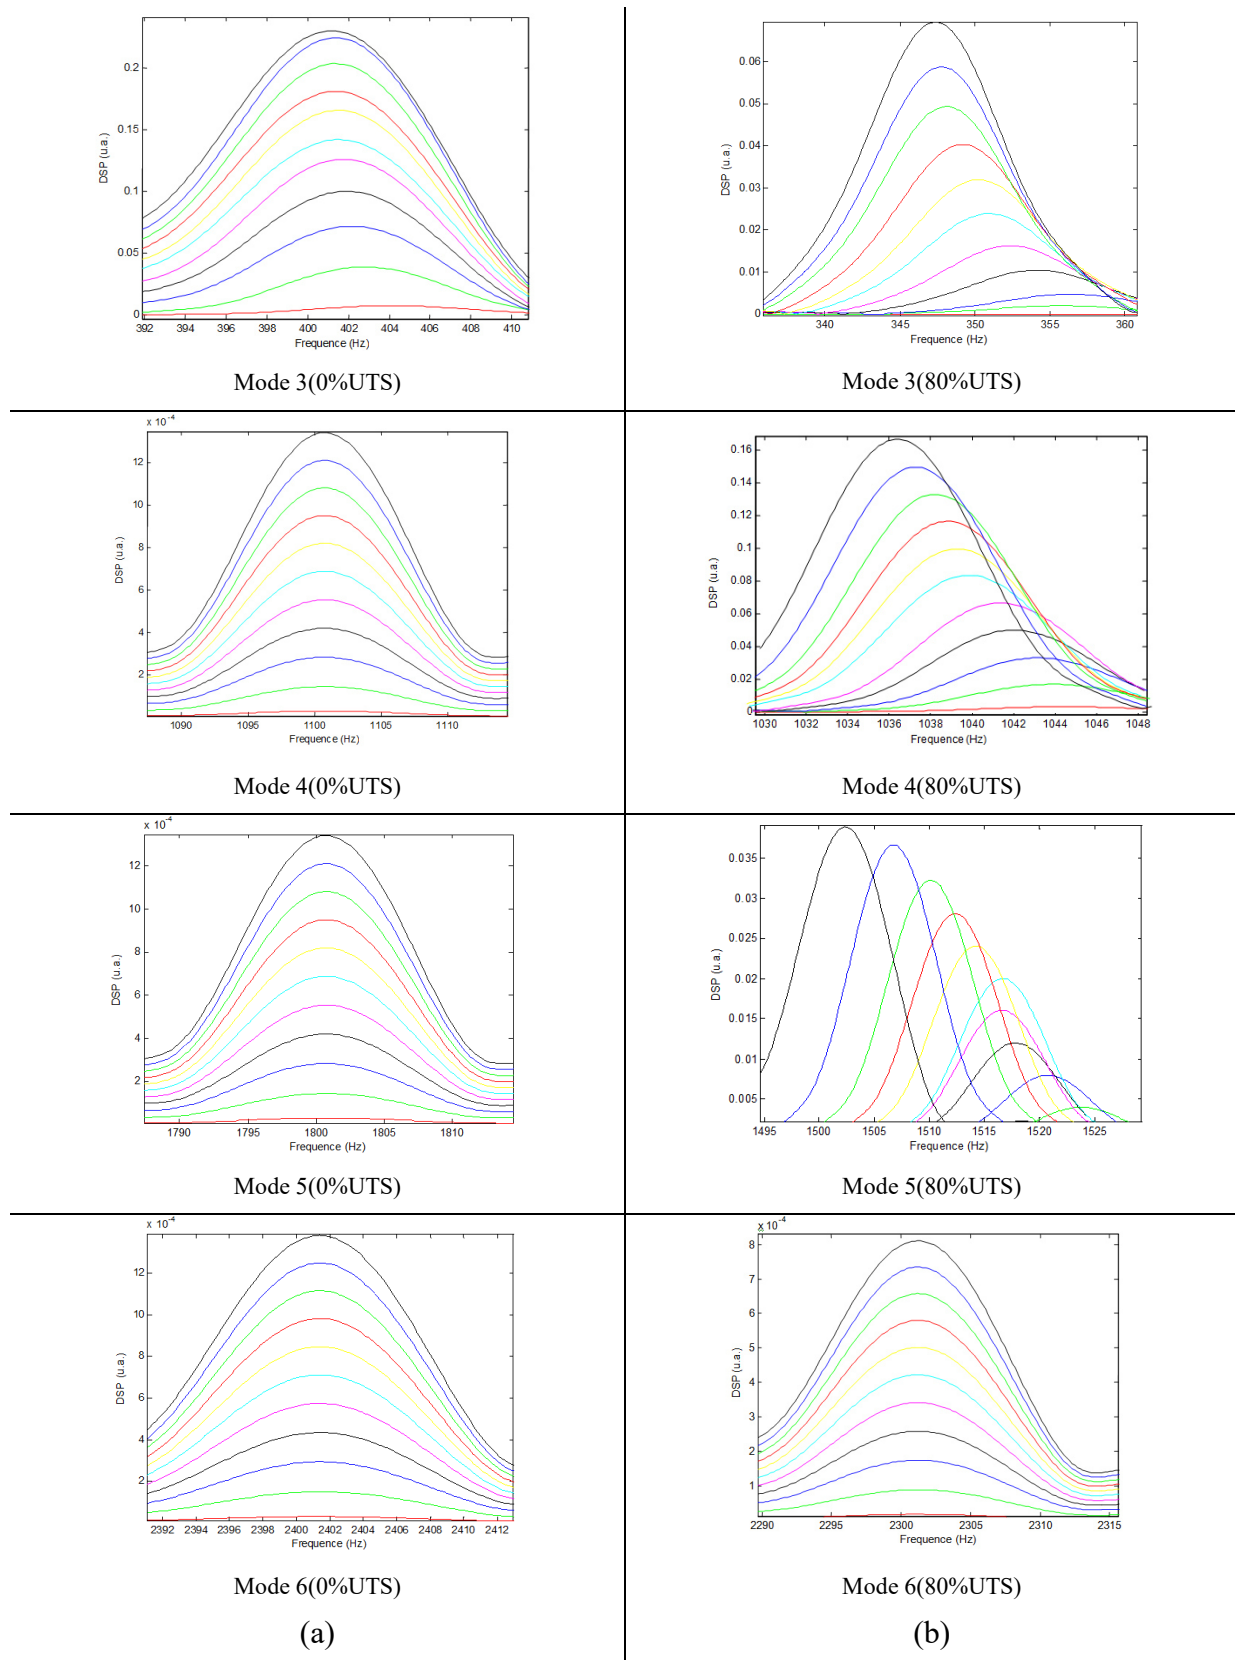 0.2
0.15
0.1
0.05
0
DSP (u.a.)
392 394 396 398 400 402 404 406 408 410
Frequence (Hz)
Mode 3(0%UTS)
0.06
0.05
0.04
0.03
0.02
0.01
0
DSP (u.a.)
340 345 350 355 360
Frequence (Hz)
Mode 3(80%UTS)
x 10-4
12
10
8
6
4
2
DSP (u.a.)
1090 1095 1100 1105 1110
Frequence (Hz)
Mode 4(0%UTS)
0.16
0.14
0.12
0.1
0.08
0.06
0.04
0.02
0
DSP (u.a.)
1030 1032 1034 1036 1038 1040 1042 1044 1046 1048
Frequence (Hz)
Mode 4(80%UTS)
x 10-4
12
10
8
6
4
2
DSP (u.a.)
1790 1795 1800 1805 1810
Frequence (Hz)
Mode 5(0%UTS)
0.035
0.03
0.025
0.02
0.015
0.01
0.005
DSP (u.a.)
1495 1500 1505 1510 1515 1520 1525
Frequence (Hz)
Mode 5(80%UTS)
x 10-4
12
10
8
6
4
2
DSP (u.a.)
2392 2394 2396 2398 2400 2402 2404 2406 2408 2410 2412
Frequence (Hz)
Mode 6(0%UTS)
x 10-4
8
7
6
5
4
3
2
1
DSP (u.a.)
2290 2295 2300 2305 2310 2315
Frequence (Hz)
Mode 6(80%UTS)
(a)
(b)